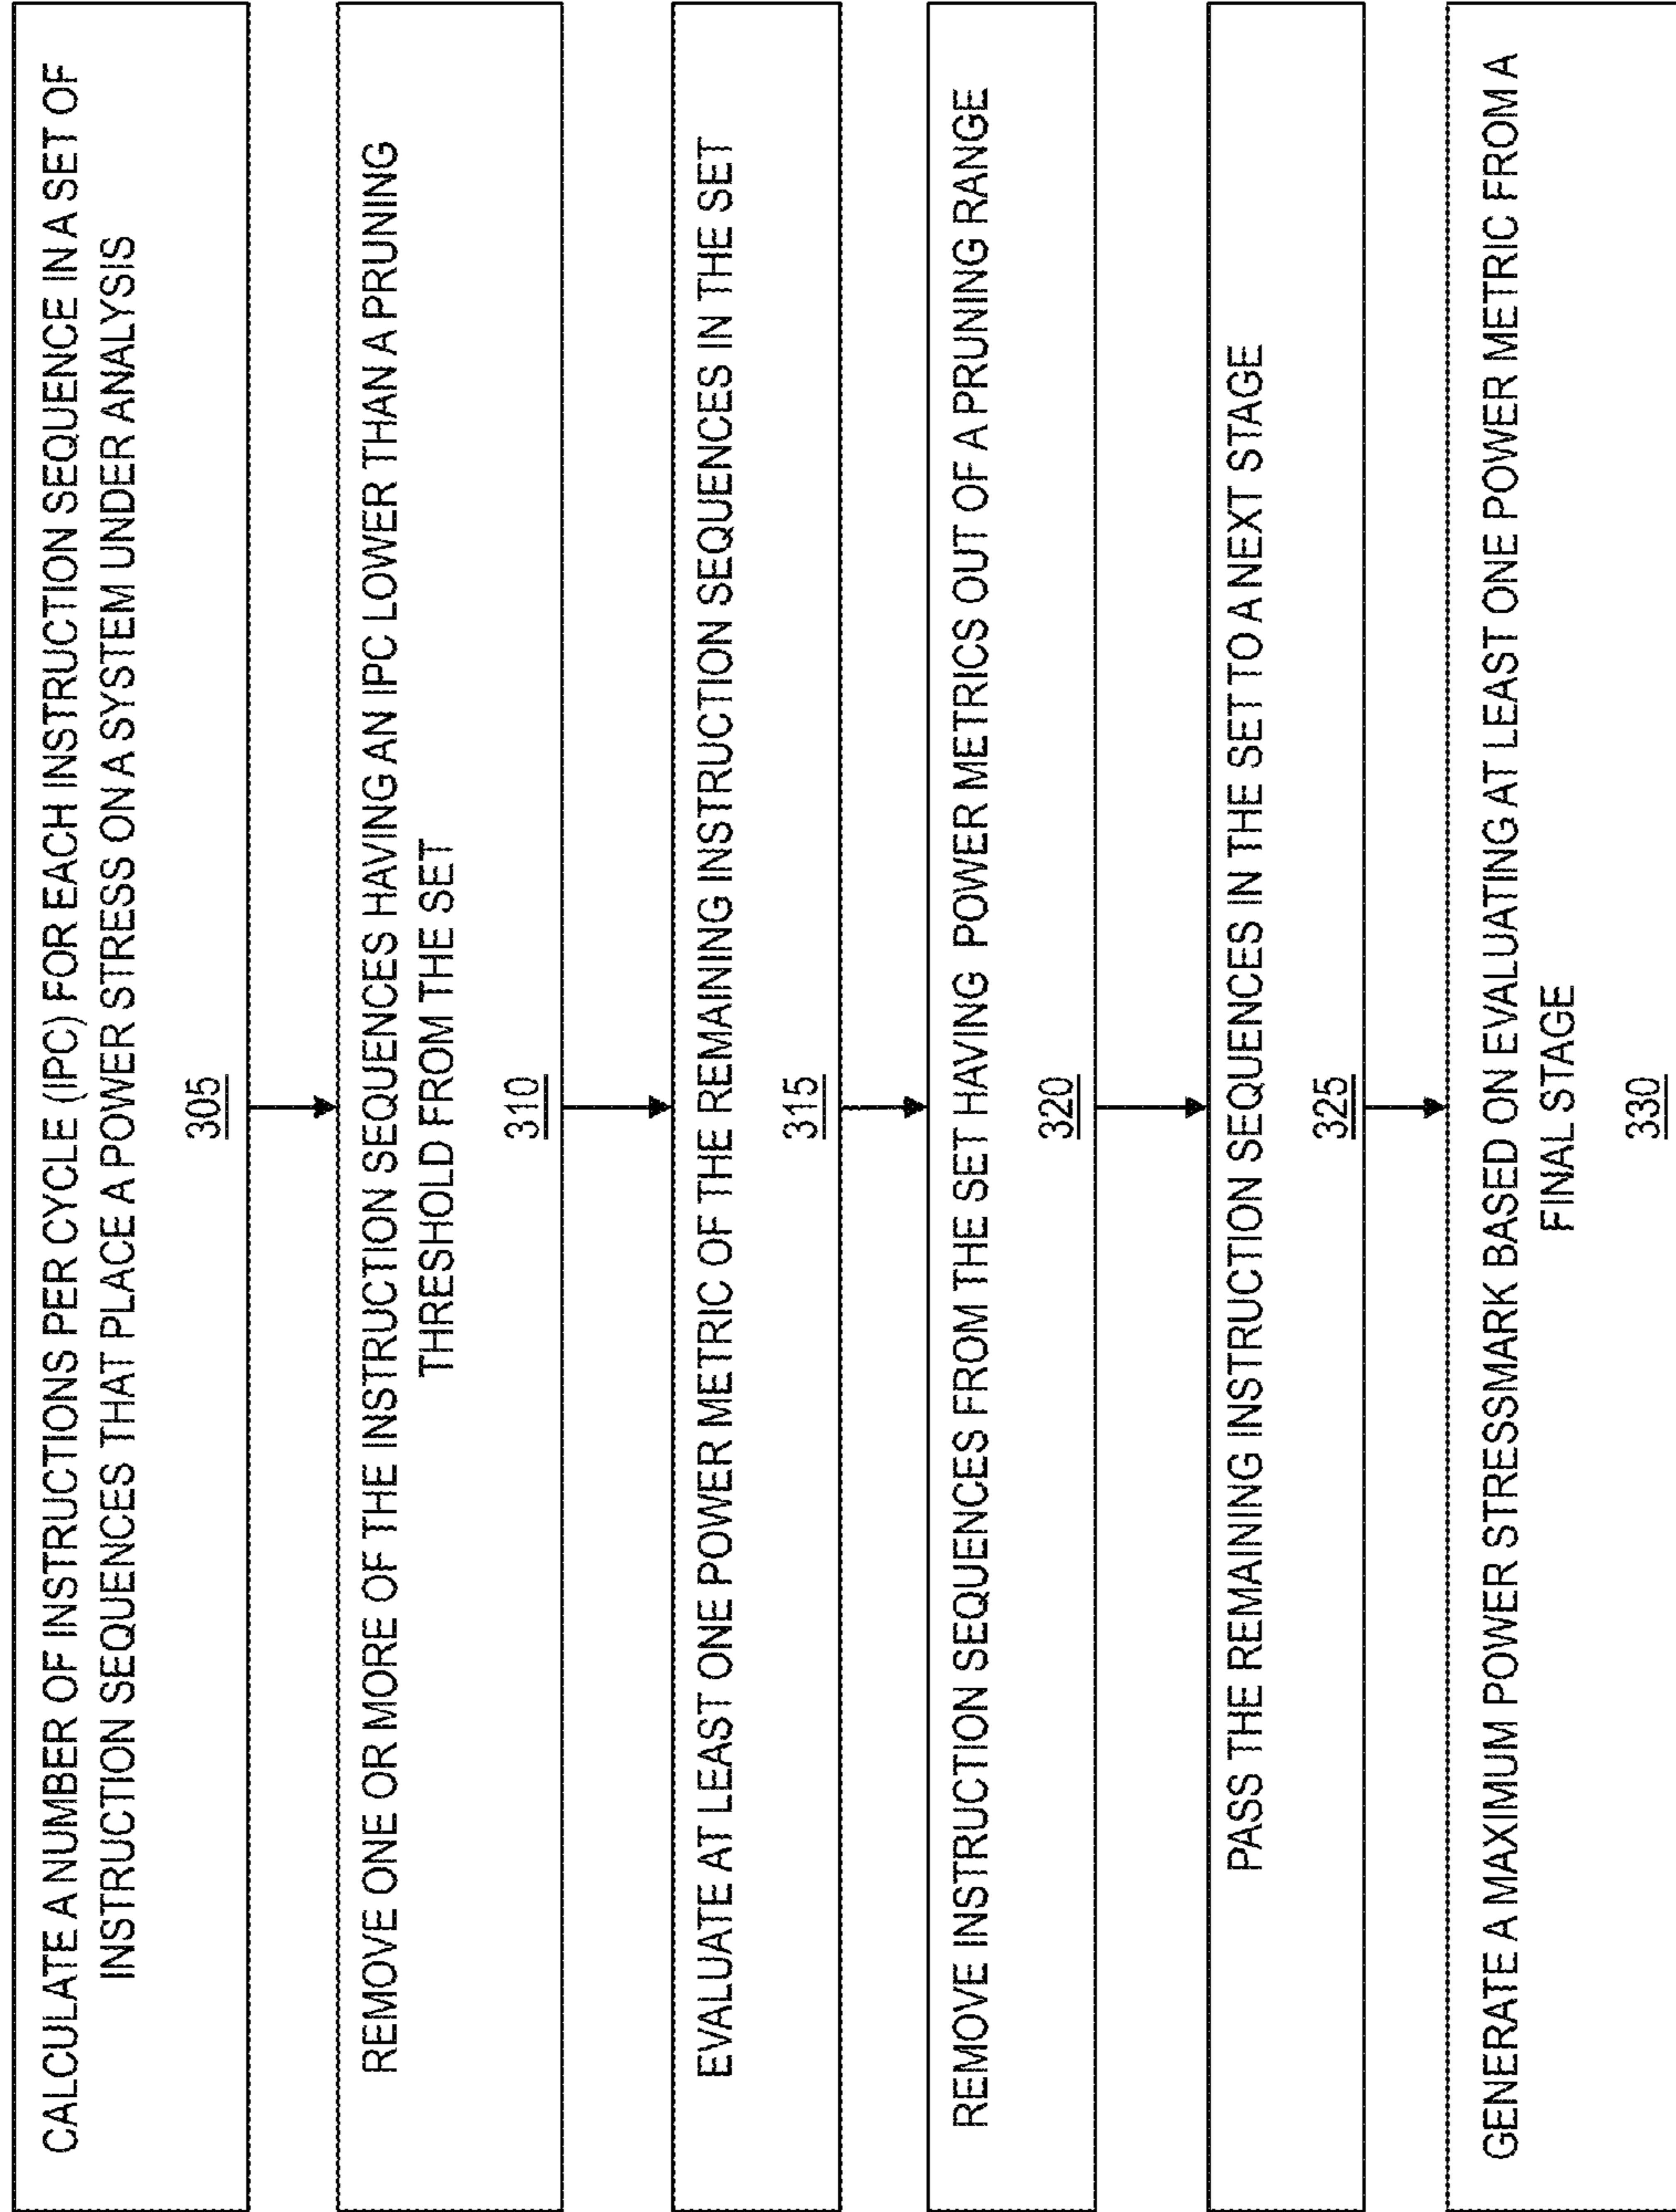 CALCULATE A NUMBER OF INSTRUCTIONS PER CYCLE (IPC) FOR EACH INSTRUCTION SEQUENCE IN A SET OF
INSTRUCTION SEQUENCES THAT PLACE A POWER STRESS ON A SYSTEM UNDER ANALYSIS
305
REMOVE ONE OR MORE OF THE INSTRUCTION SEQUENCES HAVING AN IPC LOWER THAN A PRUNING
THRESHOLD FROM THE SET
310
EVALUATE AT LEAST ONE POWER METRIC OF THE REMAINING INSTRUCTION SEQUENCES IN THE SET
315
REMOVE INSTRUCTION SEQUENCES FROM THE SET HAVING POWER METRICS OUT OF A PRUNING RANGE
320
PASS THE REMAINING INSTRUCTION SEQUENCES IN THE SET TO A NEXT STAGE
325
GENERATE A MAXIMUM POWER STRESSMARK BASED ON EVALUATING AT LEAST ONE POWER METRIC FROM A
FINAL STAGE
330